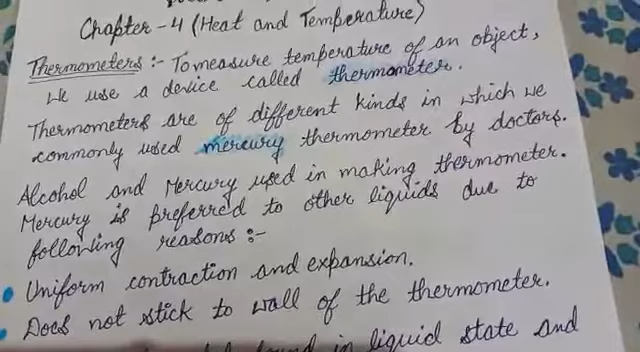 Chapter - 4 (Heat and Temperature)
Thermometers :- To measure temperature of an object,
We use a device called thermometer.
Thermometers are of different kinds in which we
commonly used mercury thermometer by doctors.
Alcohol and Mercury used in making thermometer.
Mercury is preferred to other liquids due to
following reasons :-
• Uniform contraction and expansion.
• Does not stick to wall of the thermometer.
found in liquid state and